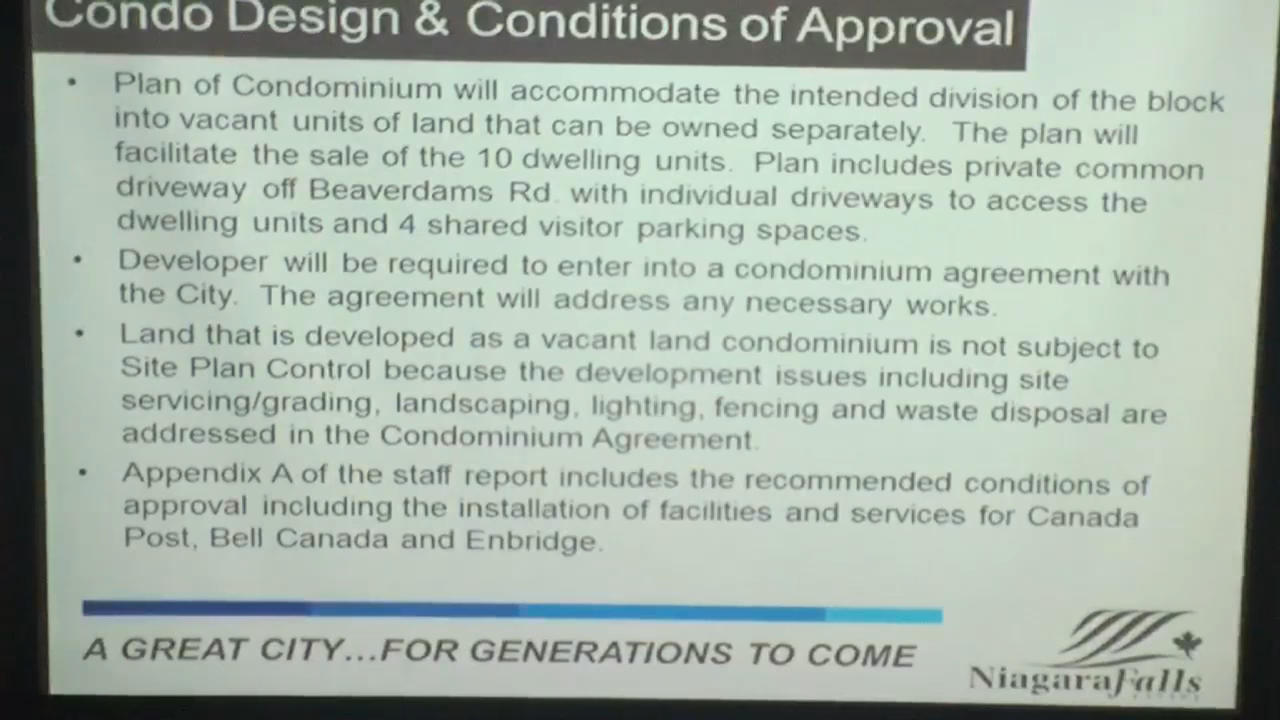 Condo Design & Conditions of Approval
• Plan of Condominium will accommodate the intended division of the block
into vacant units of land that can be owned separately. The plan will
facilitate the sale of the 10 dwelling units. Plan includes private common
driveway off Beaverdams Rd. with individual driveways to access the
dwelling units and 4 shared visitor parking spaces.
• Developer will be required to enter into a condominium agreement with
the City. The agreement will address any necessary works.
• Land that is developed as a vacant land condominium is not subject to
Site Plan Control because the development issues including site
servicing/grading, landscaping, lighting, fencing and waste disposal are
addressed in the Condominium Agreement.
• Appendix A of the staff report includes the recommended conditions of
approval including the installation of facilities and services for Canada
Post, Bell Canada and Enbridge.
A GREAT CITY...FOR GENERATIONS TO COME
NiagaraFalls